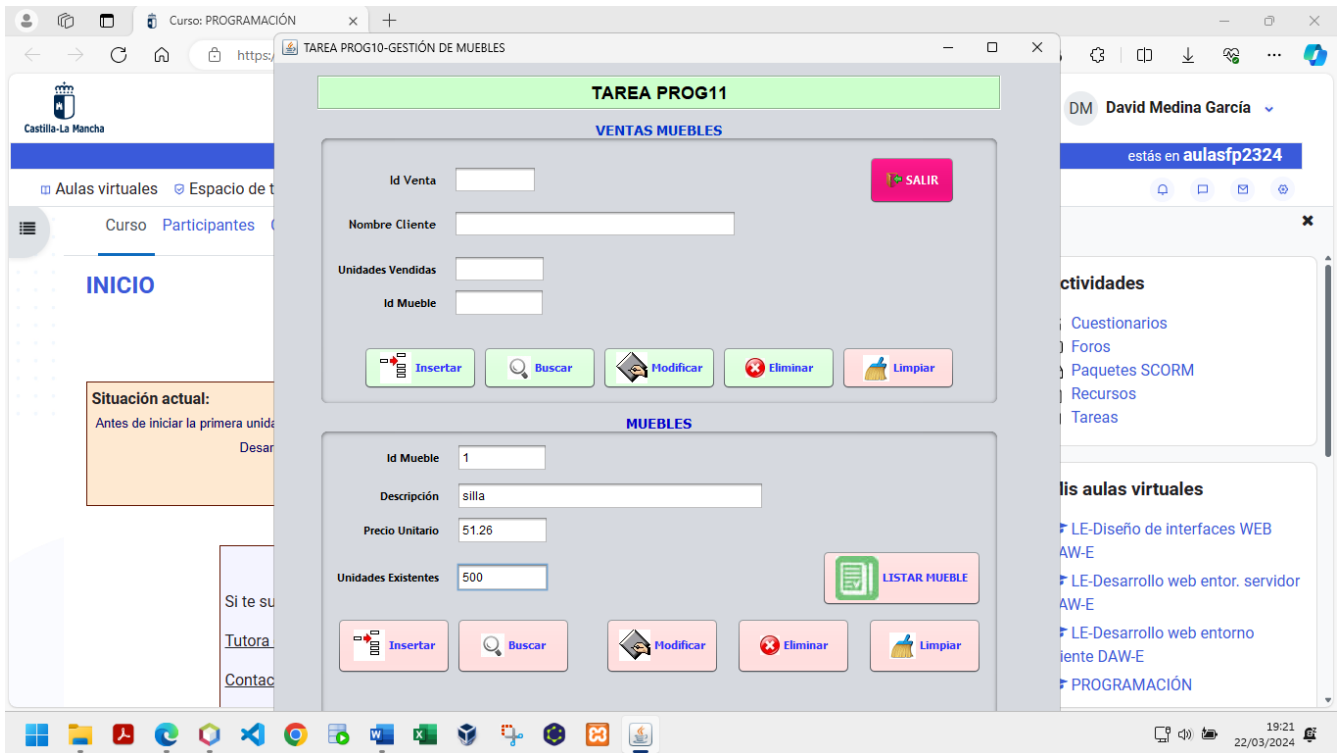 Curso: PROGRAMACIÓN
https:/
TAREA PROG10-GESTIÓN DE MUEBLES
Castilla-La Mancha
DM David Medina García
estás en aulasfp2324
Aulas virtuales Espacio de t
Curso Participantes
INICIO
Situación actual:
Antes de iniciar la primera unida
Desar
Si te su
Tutora
Contac
TAREA PROG11
VENTAS MUEBLES
Id Venta
SALIR
Nombre Cliente
Unidades Vendidas
Id Mueble
Insertar Buscar Modificar Eliminar Limpiar
MUEBLES
Id Mueble 1
Descripción silla
Precio Unitario 51.26
Unidades Existentes 500
LISTAR MUEBLE
Insertar Buscar Modificar Eliminar Limpiar
ctividades
Cuestionarios
Foros
Paquetes SCORM
Recursos
Tareas
lis aulas virtuales
LE-Diseño de interfaces WEB
AW-E
LE-Desarrollo web entor. servidor
AW-E
LE-Desarrollo web entorno
iente DAW-E
PROGRAMACIÓN
19:21
22/03/2024